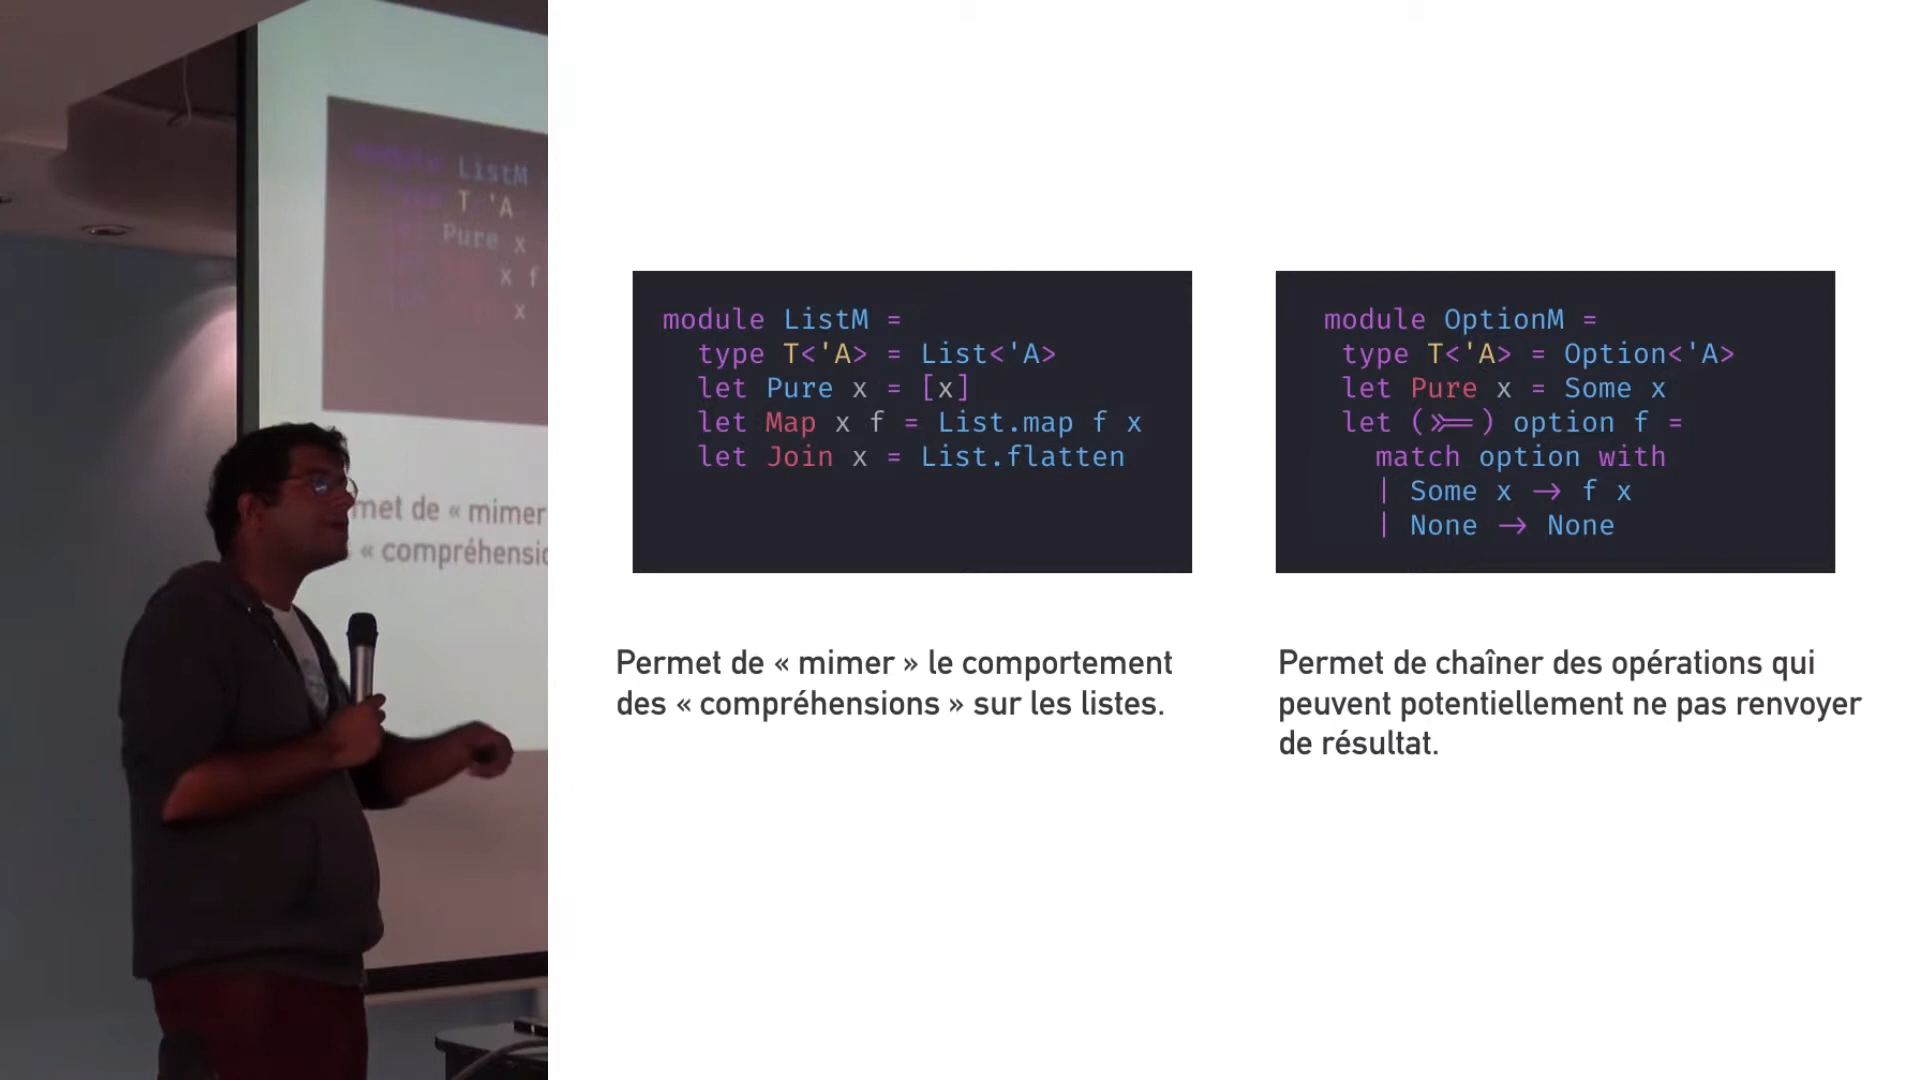 ListM
T 'A
Pure x
x f
x
met de « mimer
« compréhensio
module ListM =
type T<'A> = List<'A>
let Pure x = [x]
let Map x f = List.map f x
let Join x = List.flatten
Permet de « mimer » le comportement
des « compréhensions » sur les listes.
module OptionM =
type T<'A> = Option<'A>
let Pure x = Some x
let (>>=) option f =
match option with
| Some x -> f x
| None -> None
Permet de chaîner des opérations qui
peuvent potentiellement ne pas renvoyer
de résultat.